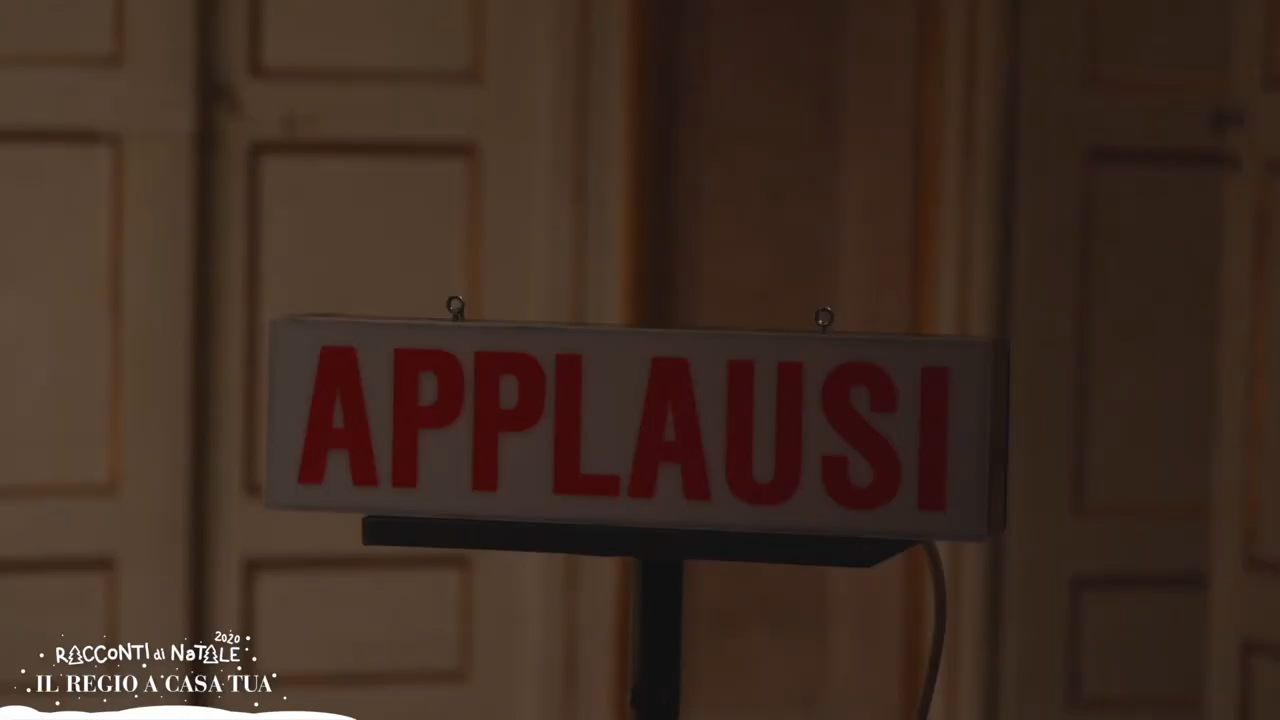 APPLAUSI
2020
RACCONTI di NATALE
IL REGIO A CASA TUA